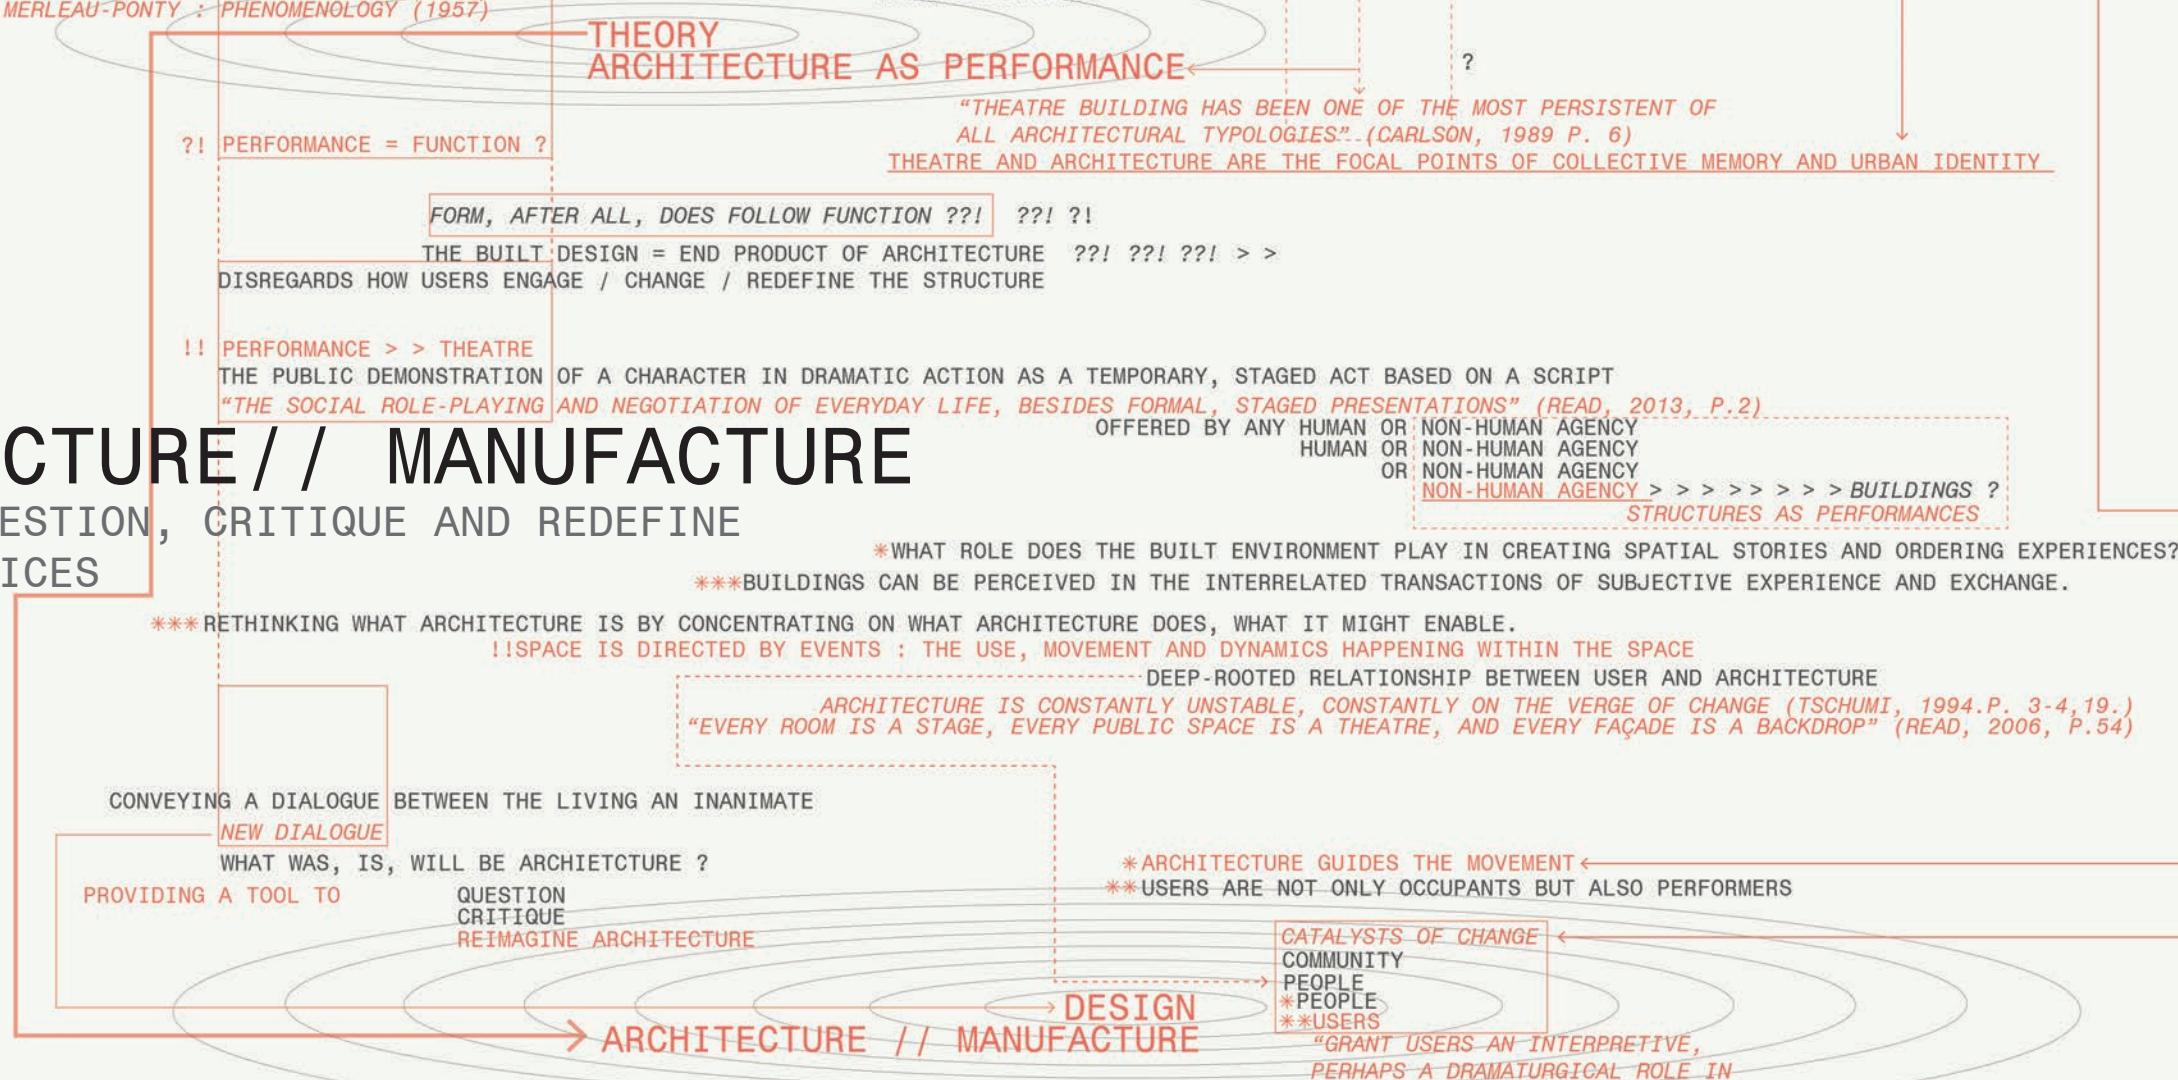 MERLEAU-PONTY : PHENOMENOLOGY (1957)
THEORY
ARCHITECTURE AS PERFORMANCE
?
“THEATRE BUILDING HAS BEEN ONE OF THE MOST PERSISTENT OF
ALL ARCHITECTURAL TYPOLOGIES” (CARLSON, 1989 P. 6)
?! PERFORMANCE = FUNCTION ?
THEATRE AND ARCHITECTURE ARE THE FOCAL POINTS OF COLLECTIVE MEMORY AND URBAN IDENTITY
FORM, AFTER ALL, DOES FOLLOW FUNCTION ??! ??! ?!
THE BUILT DESIGN = END PRODUCT OF ARCHITECTURE ??! ??! ??! > >
DISREGARDS HOW USERS ENGAGE / CHANGE / REDEFINE THE STRUCTURE
!! PERFORMANCE > > THEATRE
THE PUBLIC DEMONSTRATION OF A CHARACTER IN DRAMATIC ACTION AS A TEMPORARY, STAGED ACT BASED ON A SCRIPT
“THE SOCIAL ROLE-PLAYING AND NEGOTIATION OF EVERYDAY LIFE, BESIDES FORMAL, STAGED PRESENTATIONS” (READ, 2013, P.2)
OFFERED BY ANY HUMAN OR NON-HUMAN AGENCY
HUMAN OR NON-HUMAN AGENCY
OR NON-HUMAN AGENCY
NON-HUMAN AGENCY > > > > > > > > BUILDINGS ?
STRUCTURES AS PERFORMANCES
CTURE// MANUFACTURE
ESTION, CRITIQUE AND REDEFINE
ICES
*WHAT ROLE DOES THE BUILT ENVIRONMENT PLAY IN CREATING SPATIAL STORIES AND ORDERING EXPERIENCES?
***BUILDINGS CAN BE PERCEIVED IN THE INTERRELATED TRANSACTIONS OF SUBJECTIVE EXPERIENCE AND EXCHANGE.
***RETHINKING WHAT ARCHITECTURE IS BY CONCENTRATING ON WHAT ARCHITECTURE DOES, WHAT IT MIGHT ENABLE.
!!SPACE IS DIRECTED BY EVENTS : THE USE, MOVEMENT AND DYNAMICS HAPPENING WITHIN THE SPACE
DEEP-ROOTED RELATIONSHIP BETWEEN USER AND ARCHITECTURE
ARCHITECTURE IS CONSTANTLY UNSTABLE, CONSTANTLY ON THE VERGE OF CHANGE (TSCHUMI, 1994.P. 3-4,19.)
“EVERY ROOM IS A STAGE, EVERY PUBLIC SPACE IS A THEATRE, AND EVERY FAÇADE IS A BACKDROP” (READ, 2006, P.54)
CONVEYING A DIALOGUE BETWEEN THE LIVING AN INANIMATE
NEW DIALOGUE
WHAT WAS, IS, WILL BE ARCHIETCTURE ?
PROVIDING A TOOL TO QUESTION
CRITIQUE
REIMAGINE ARCHITECTURE
*ARCHITECTURE GUIDES THE MOVEMENT
**USERS ARE NOT ONLY OCCUPANTS BUT ALSO PERFORMERS
CATALYSTS OF CHANGE
COMMUNITY
PEOPLE
*PEOPLE
**USERS
DESIGN
ARCHITECTURE // MANUFACTURE
“GRANT USERS AN INTERPRETIVE,
PERHAPS A DRAMATURGICAL ROLE IN